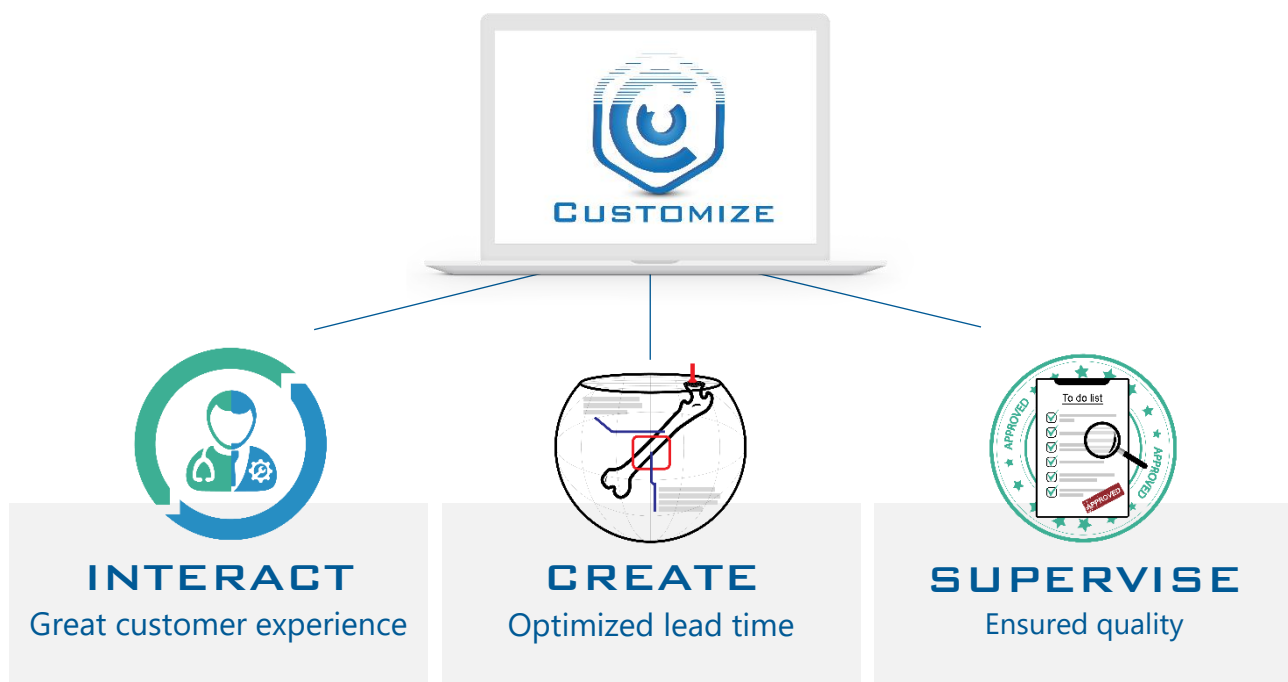 CUSTOMIZE
To do list
APPROVED
APPROVED
APPROVED
INTERACT
Great customer experience
CREATE
Optimized lead time
SUPERVISE
Ensured quality